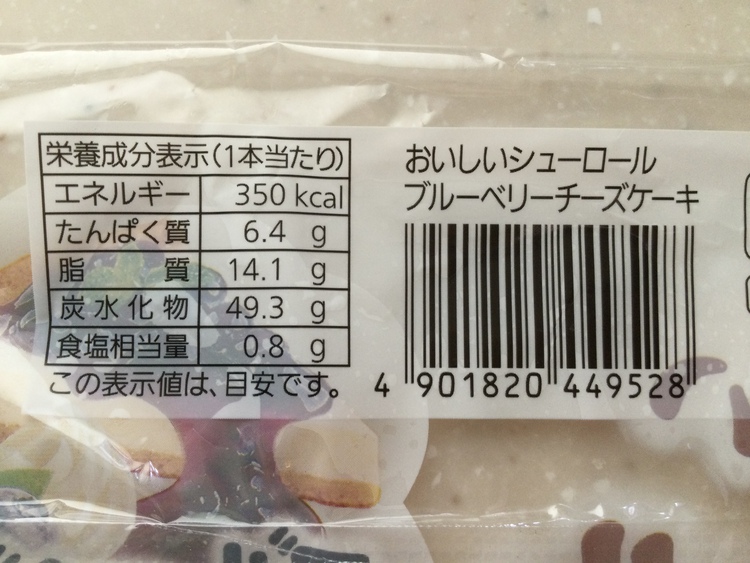 栄養成分表示(1本当たり)
エネルギー 350 kcal
たんぱく質 6.4 g
脂質 14.1 g
炭水化物 49.3 g
食塩相当量 0.8 g
この表示値は、目安です。
おいしいシューロール
ブルーベリーチーズケーキ
4 901820 449528